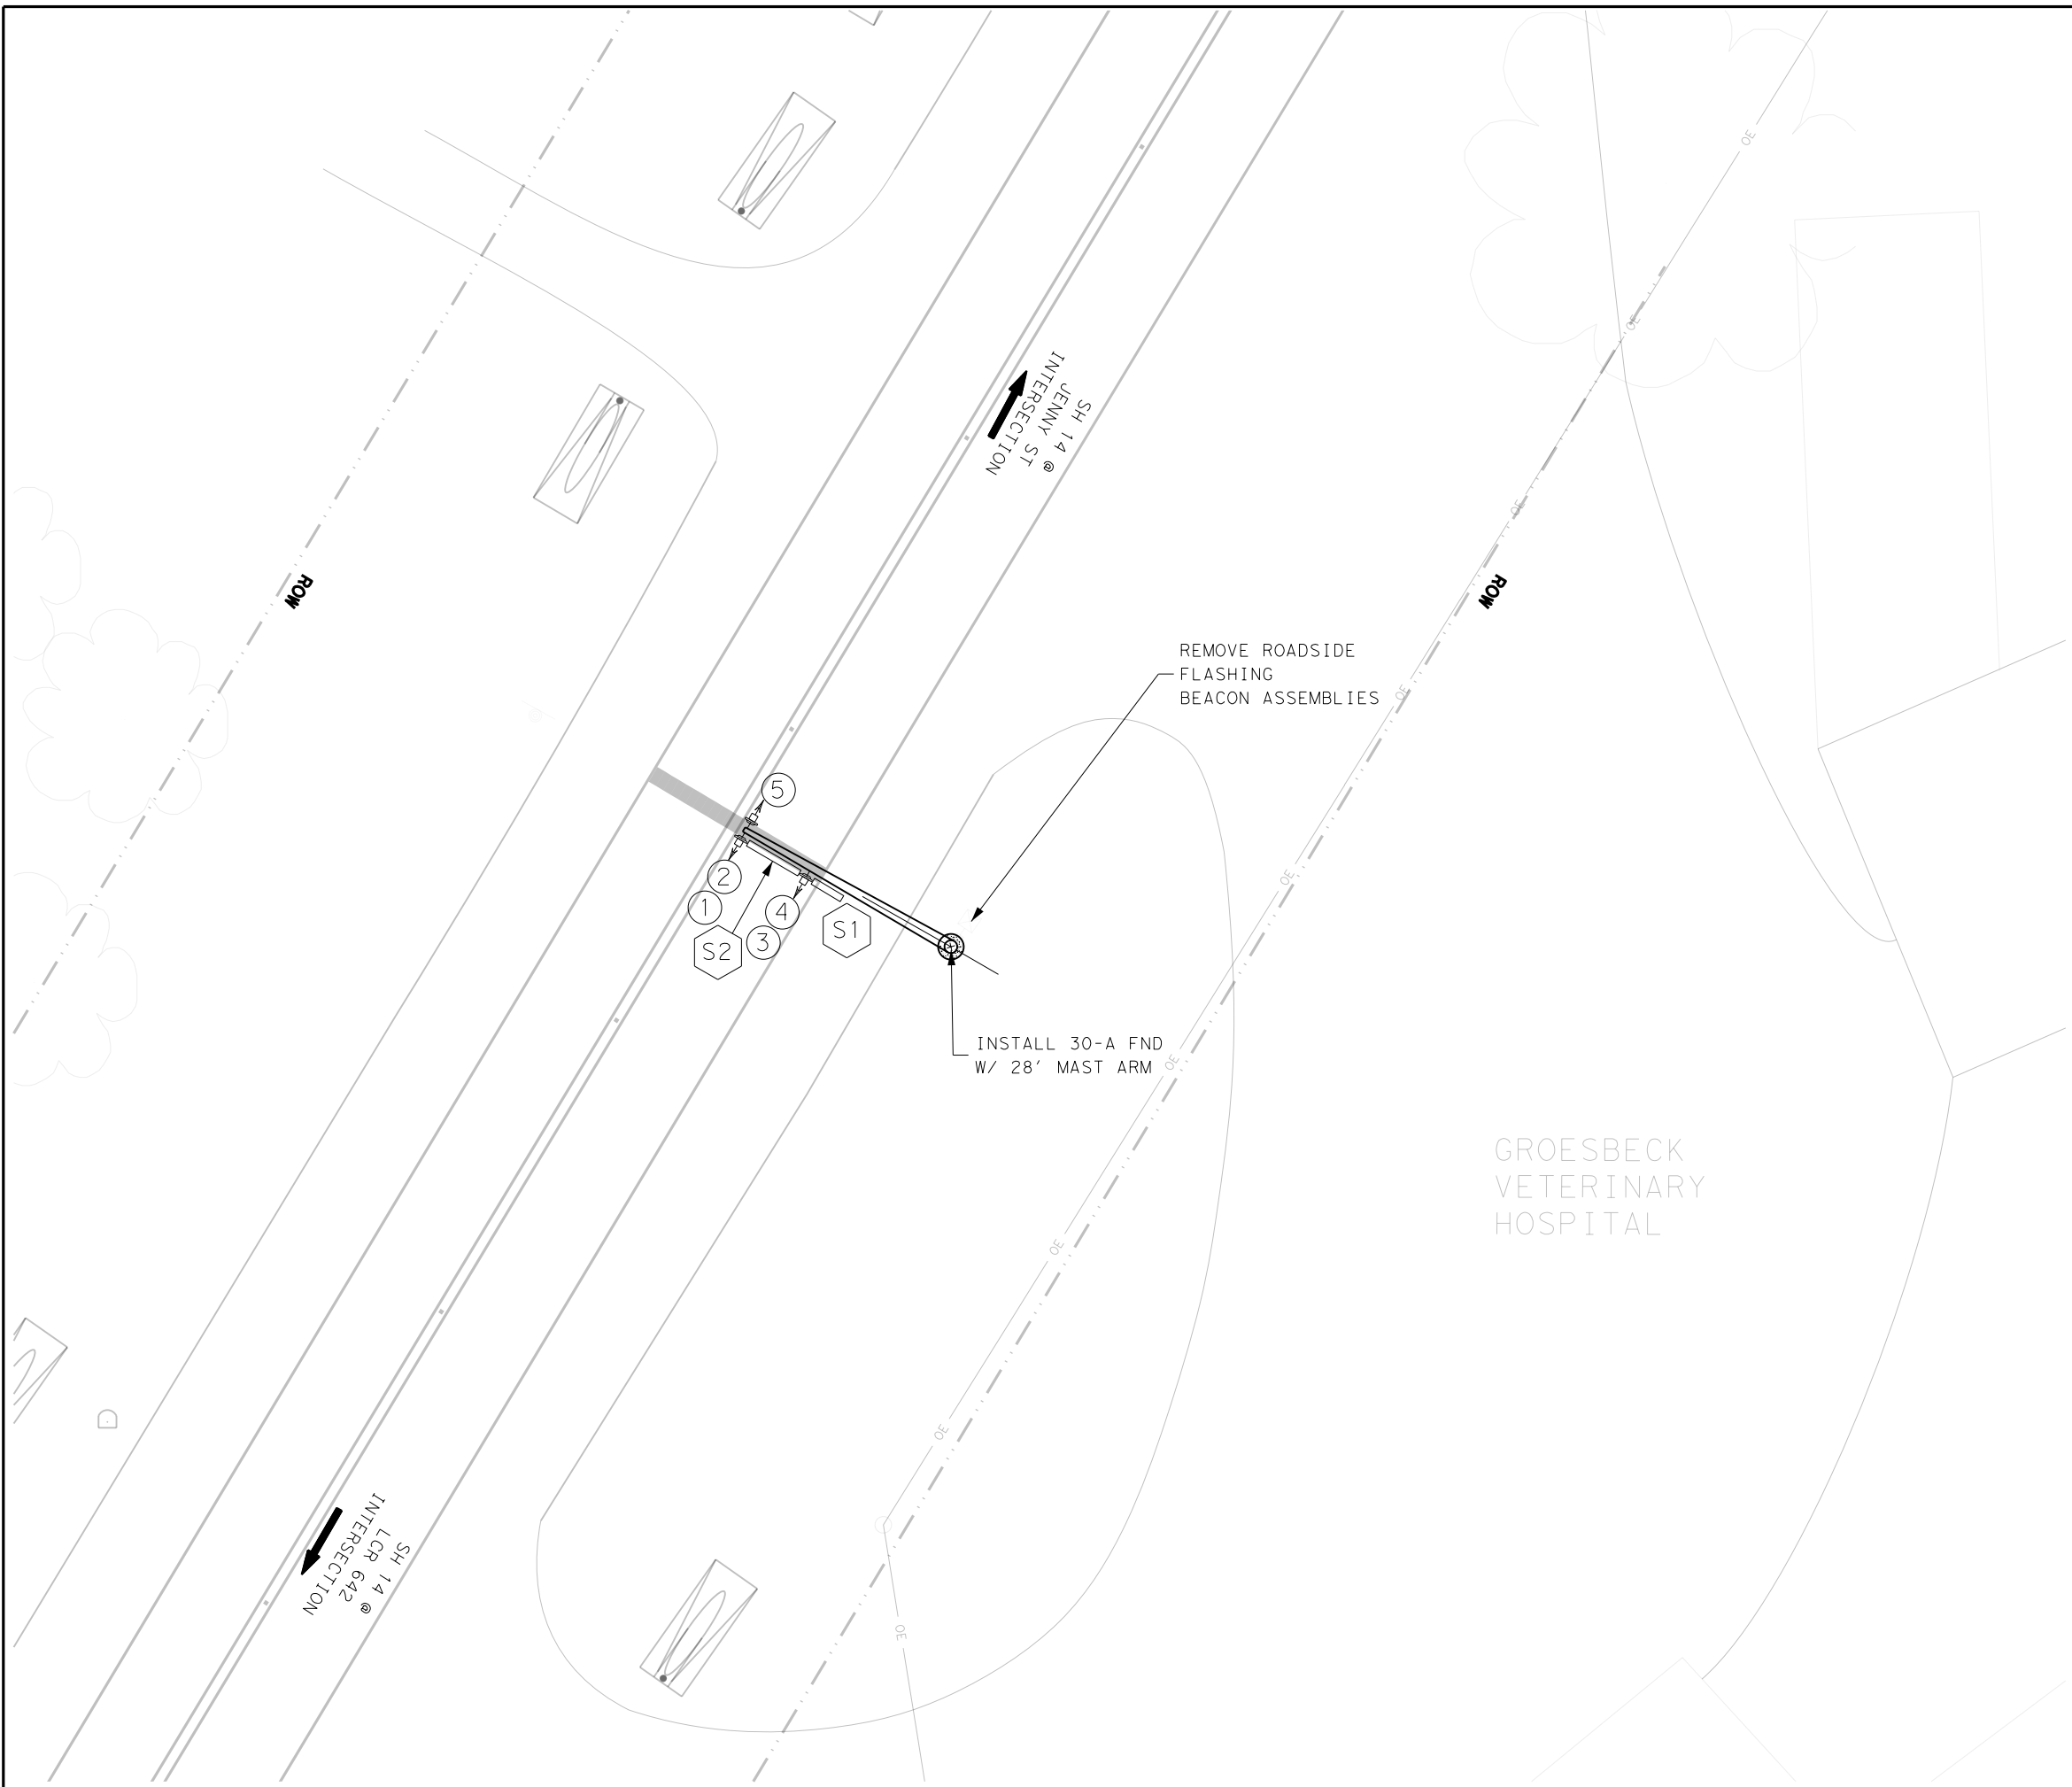 OE
SH 14 @
JENNY ST
INTERSECTION
OE
OE
ROW
ROW
REMOVE ROADSIDE
FLASHING
BEACON ASSEMBLIES
OE
5
2
1
4
3
S1
S2
OE
INSTALL 30-A FND
W/ 28' MAST ARM
OE
GROESBECK
VETERINARY
HOSPITAL
OE
D
OE
SH 14 @
LCR 642
INTERSECTION
OE